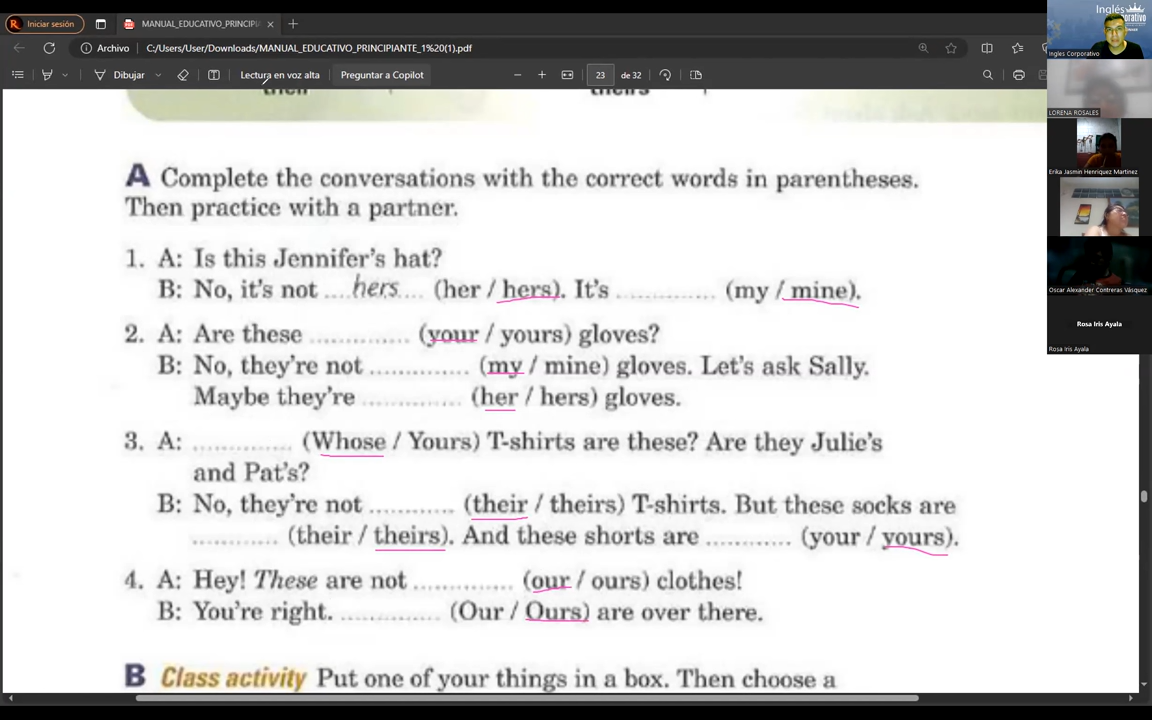 Iniciar sesión
MANUAL_EDUCATIVO_PRINCIPI
Archivo
C:/Users/User/Downloads/MANUAL_EDUCATIVO_PRINCIPIANTE_1%20(1).pdf
Dibujar
Lectura en voz alta
Preguntar a Copilot
23 de 32
their
theirs
A Complete the conversations with the correct words in parentheses.
Then practice with a partner.
1. A: Is this Jennifer's hat?
B: No, it's not ....hers.... (her / hers). It's .............. (my / mine).
2. A: Are these .............. (your / yours) gloves?
B: No, they're not .............. (my / mine) gloves. Let's ask Sally.
Maybe they're .............. (her / hers) gloves.
3. A: .............. (Whose / Yours) T-shirts are these? Are they Julie's
and Pat's?
B: No, they're not ............ (their / theirs) T-shirts. But these socks are
............ (their / theirs). And these shorts are ............ (your / yours).
4. A: Hey! These are not .............. (our / ours) clothes!
B: You're right. .............. (Our / Ours) are over there.
B Class activity Put one of your things in a box. Then choose a
Inglés
Ingles Corporativo
LORENA ROSALES
Erika Jasmin Henriquez Martinez
Oscar Alexander Contreras Vásquez
Rosa Iris Ayala
Rosa Iris Ayala